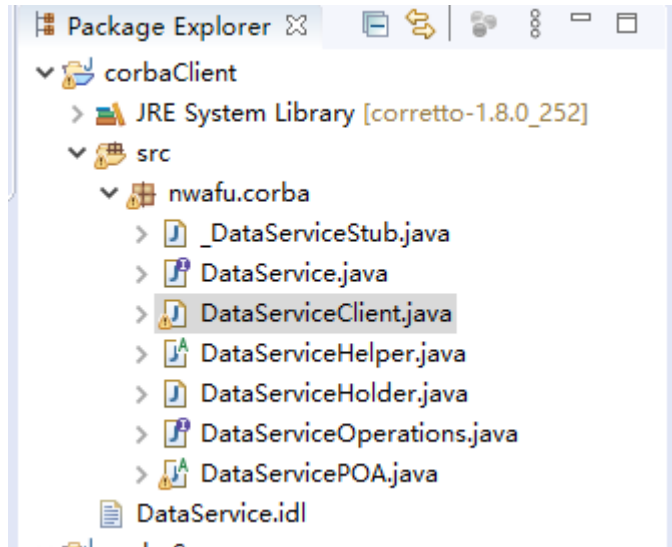 Package Explorer
corbaClient
JRE System Library [corretto-1.8.0_252]
src
nwafu.corba
_DataServiceStub.java
DataService.java
DataServiceClient.java
DataServiceHelper.java
DataServiceHolder.java
DataServiceOperations.java
DataServicePOA.java
DataService.idl